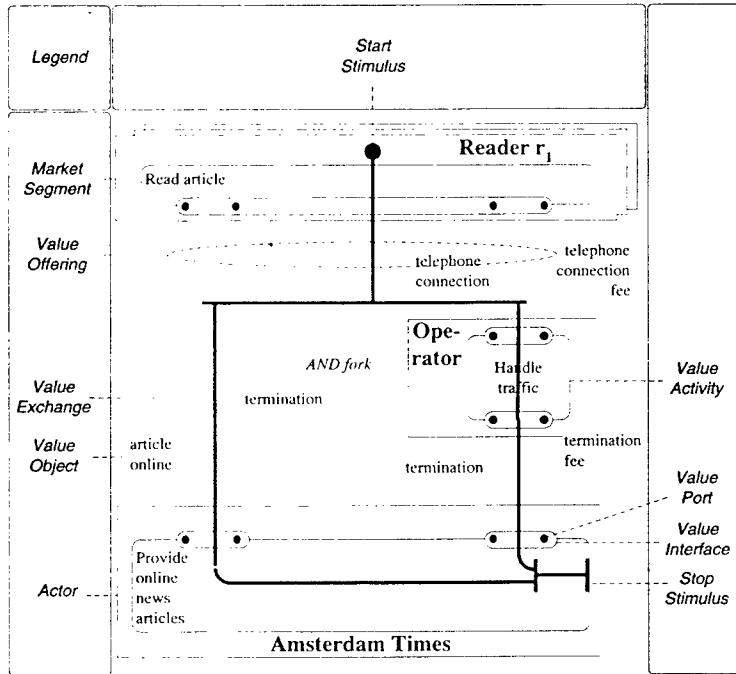 Legend
Start
Stimulus
Market
Segment
Reader r1
Read article
Value
Offering
telephone
connection
telephone
connection
fee
Ope-
rator
AND fork
Handle
traffic
Value
Exchange
termination
Value
Activity
Value
Object
article
online
termination
termination
fee
Value
Port
Value
Interface
Provide
online
news
articles
Actor
Stop
Stimulus
Amsterdam Times